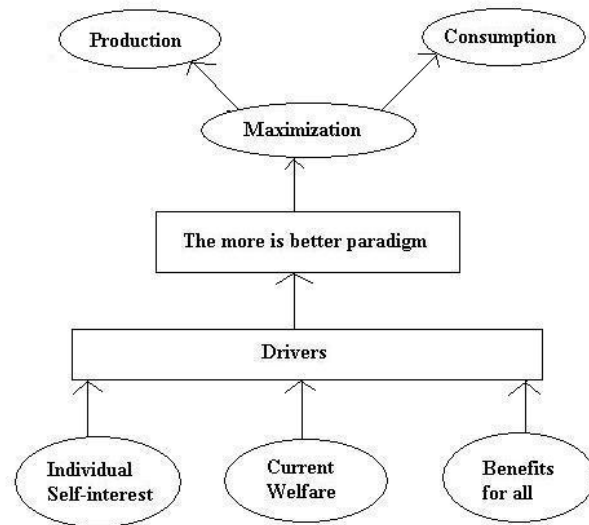 Production
Consumption
Maximization
The more is better paradigm
Drivers
Individual
Self-interest
Current
Welfare
Benefits
for all